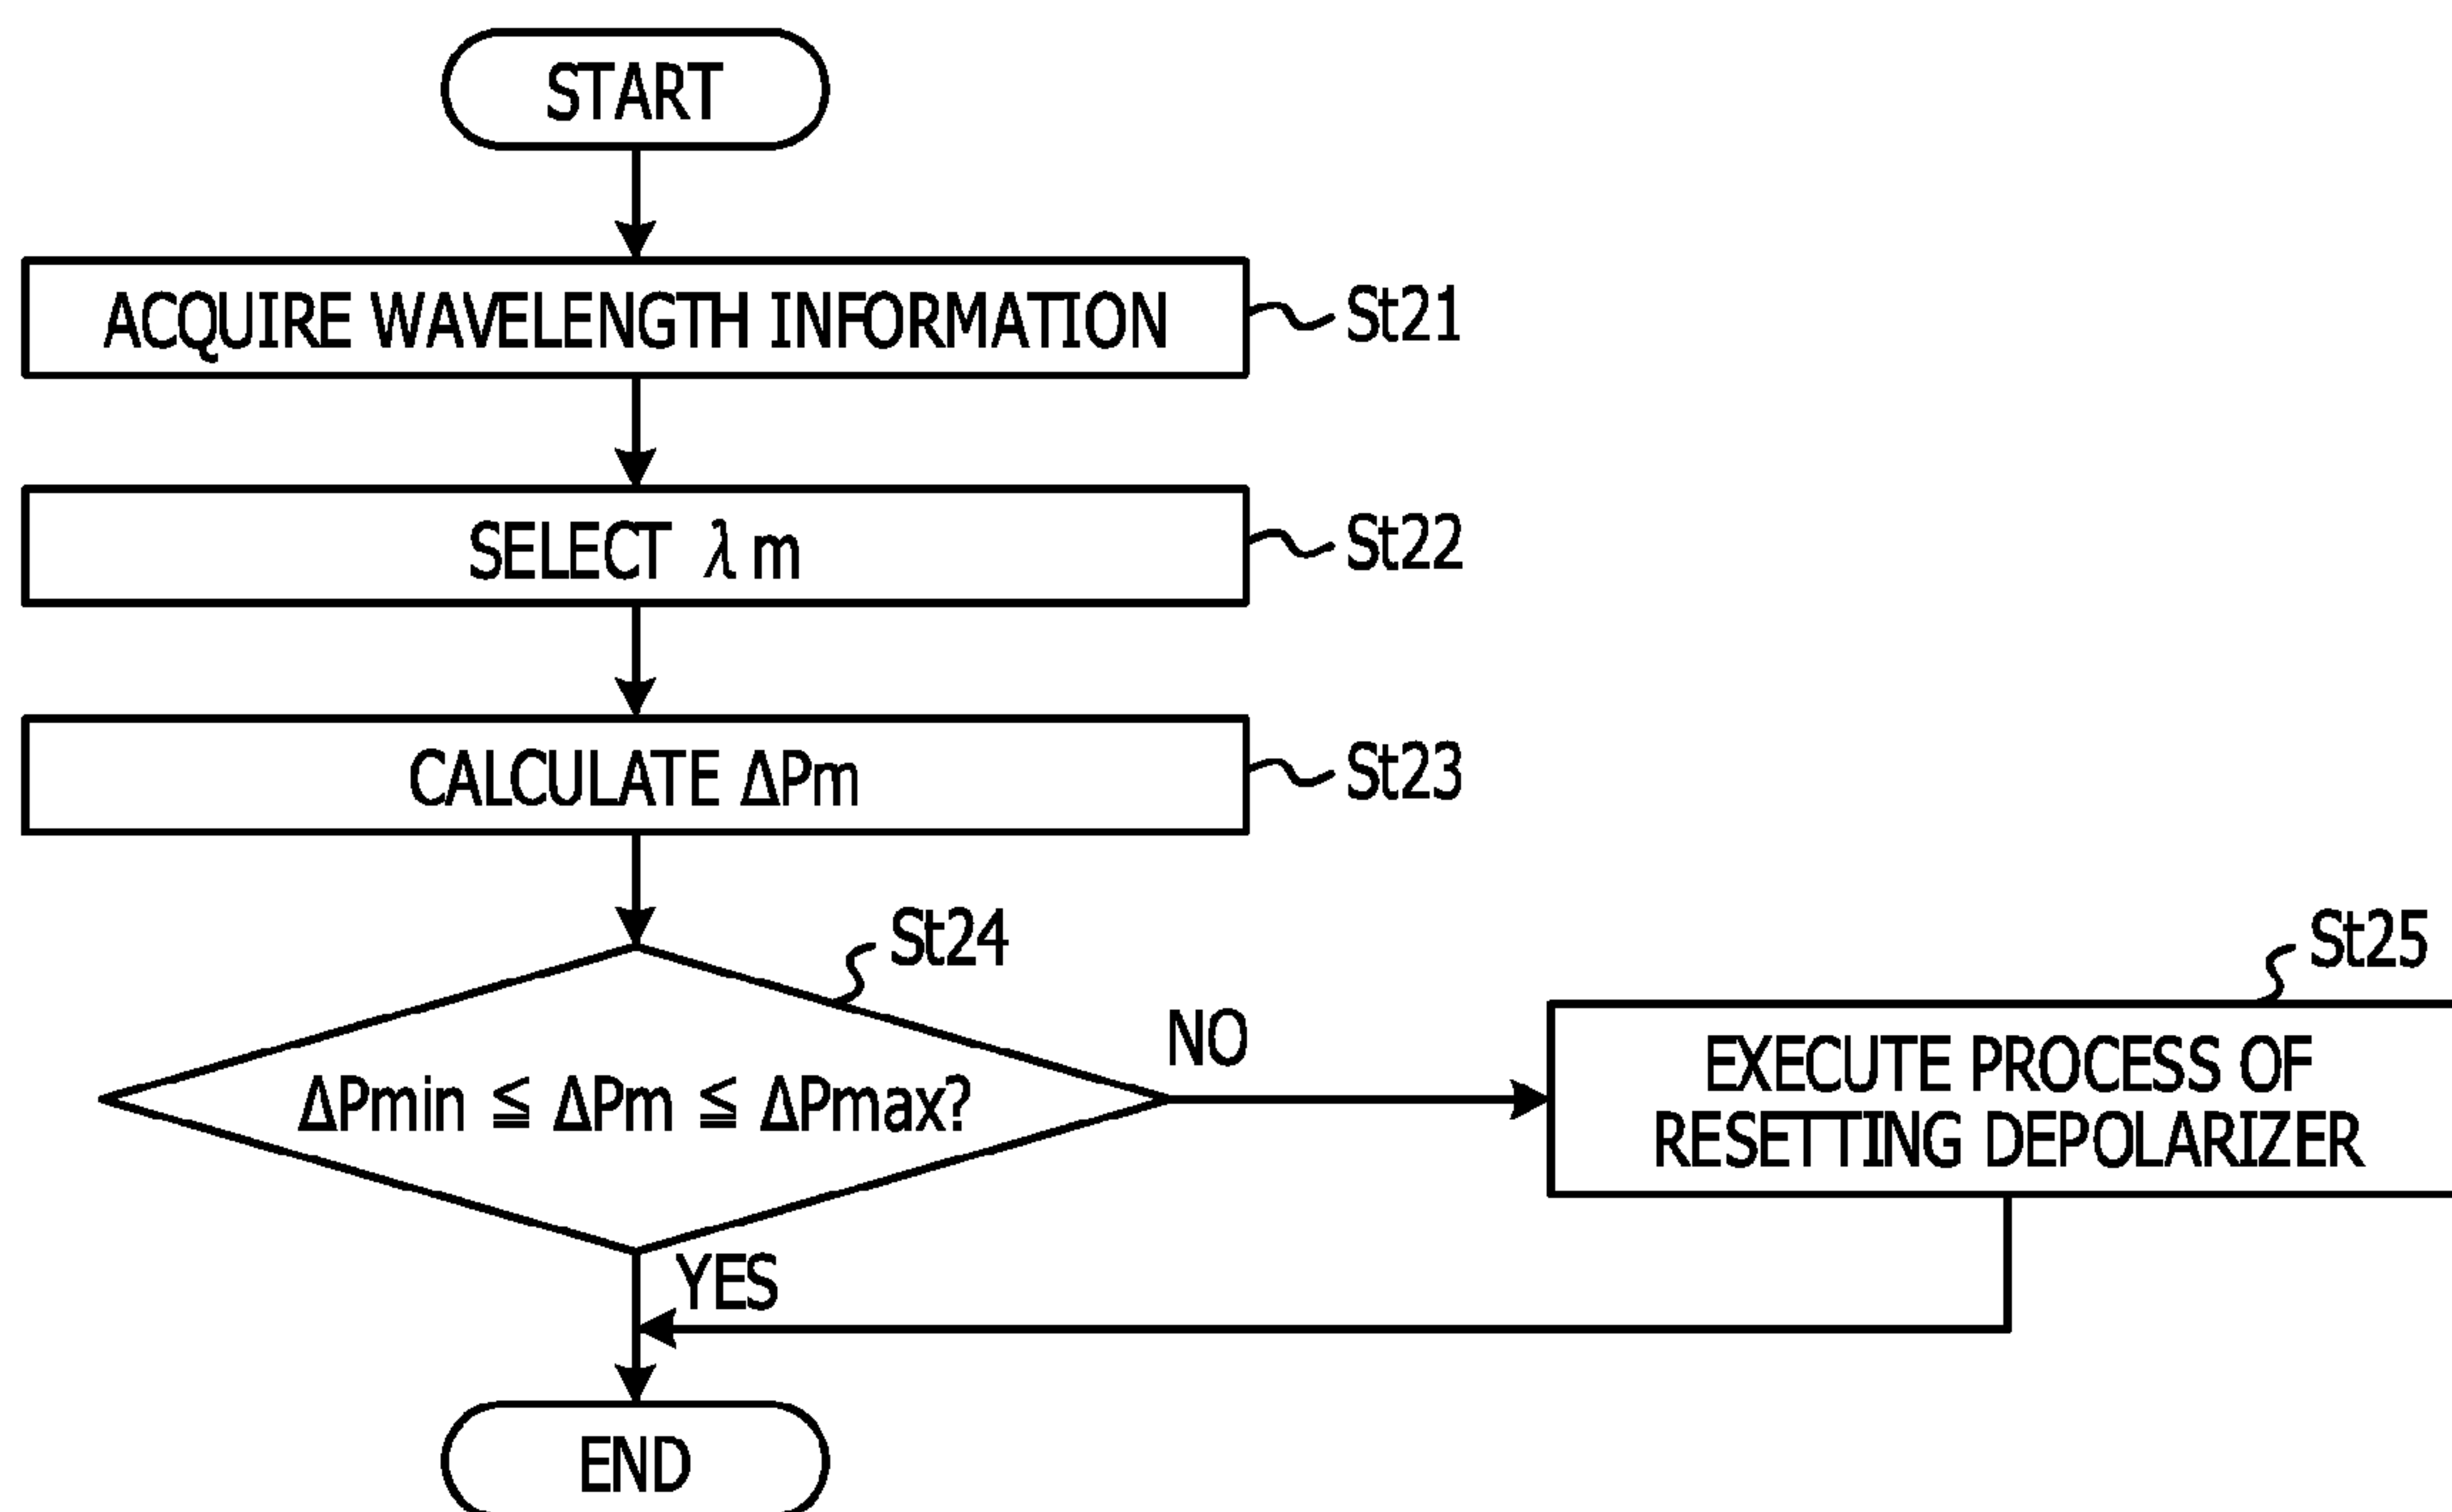 START
ACQUIRE WAVELENGTH INFORMATION
St21
SELECT λm
St22
CALCULATE ΔPm
St23
St24
ΔPmin ≦ ΔPm ≦ ΔPmax?
NO
St25
EXECUTE PROCESS OF
RESETTING DEPOLARIZER
YES
END